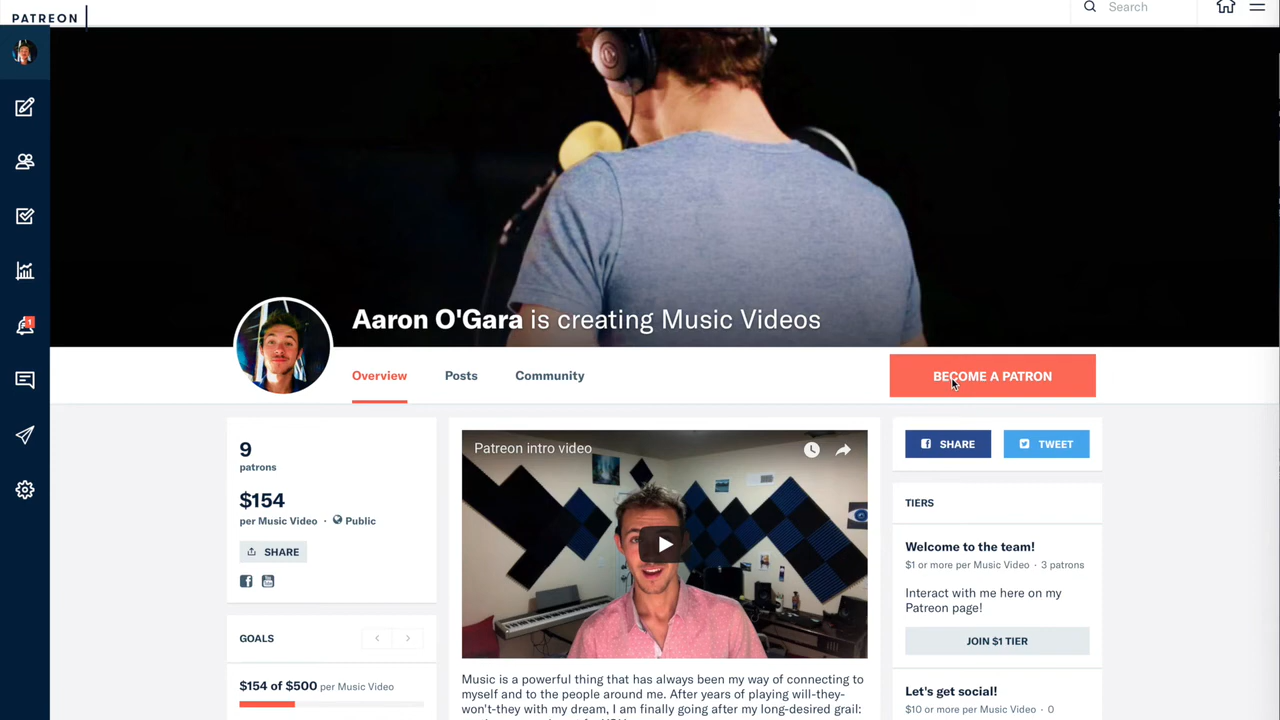 PATREON
Search
1
Aaron O'Gara is creating Music Videos
Overview
Posts
Community
BECOME A PATRON
9
patrons
$154
per Music Video · Public
SHARE
GOALS
$154 of $500 per Music Video
Patreon intro video
Music is a powerful thing that has always been my way of connecting to
myself and to the people around me. After years of playing will-they-
won't-they with my dream, I am finally going after my long-desired grail:
SHARE
TWEET
TIERS
Welcome to the team!
$1 or more per Music Video · 3 patrons
Interact with me here on my
Patreon page!
JOIN $1 TIER
Let's get social!
$10 or more per Music Video · 0